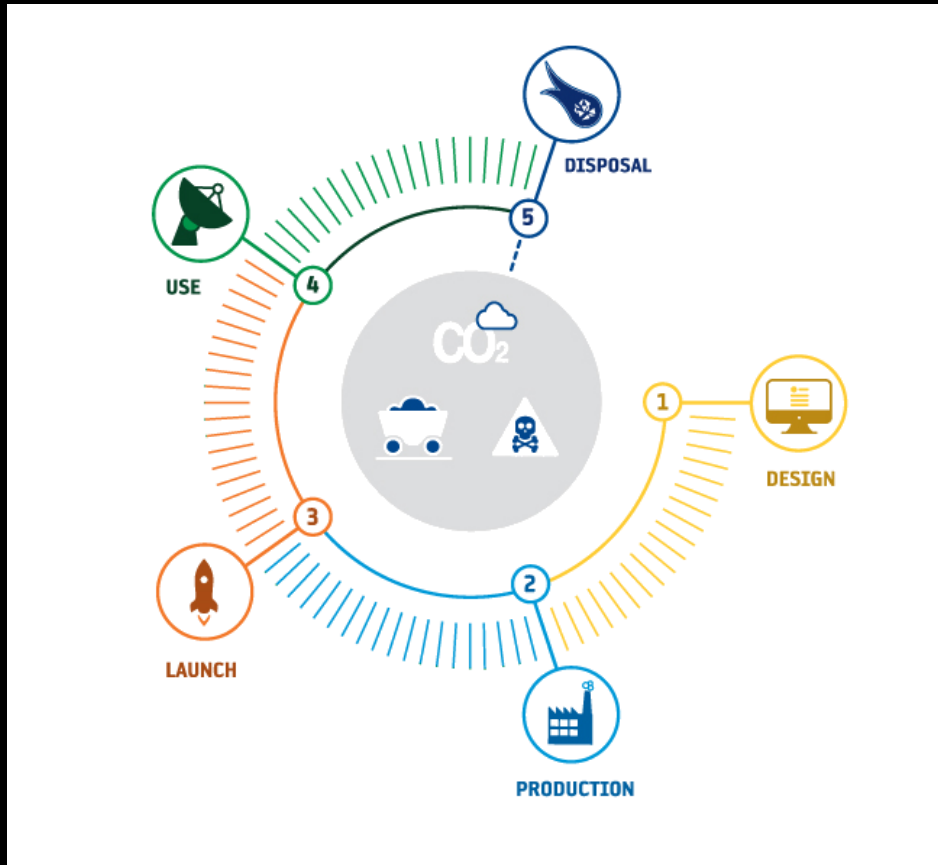 DISPOSAL
5
USE
4
CO₂
1
DESIGN
3
2
LAUNCH
PRODUCTION